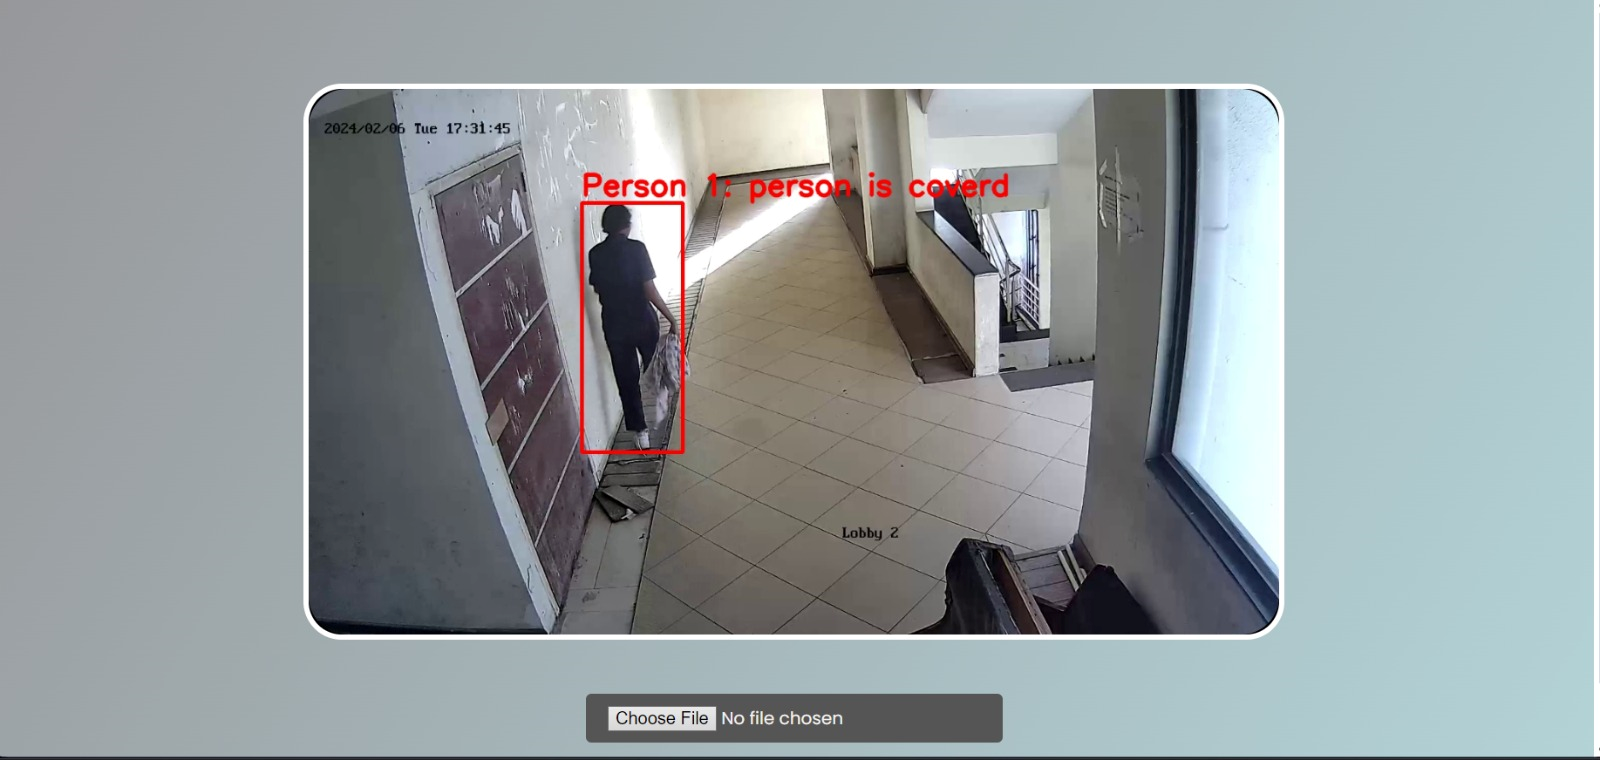 2024/02/06 Tue 17:31:45
Person 1: person is coverd
Lobby 2
Choose File No file chosen